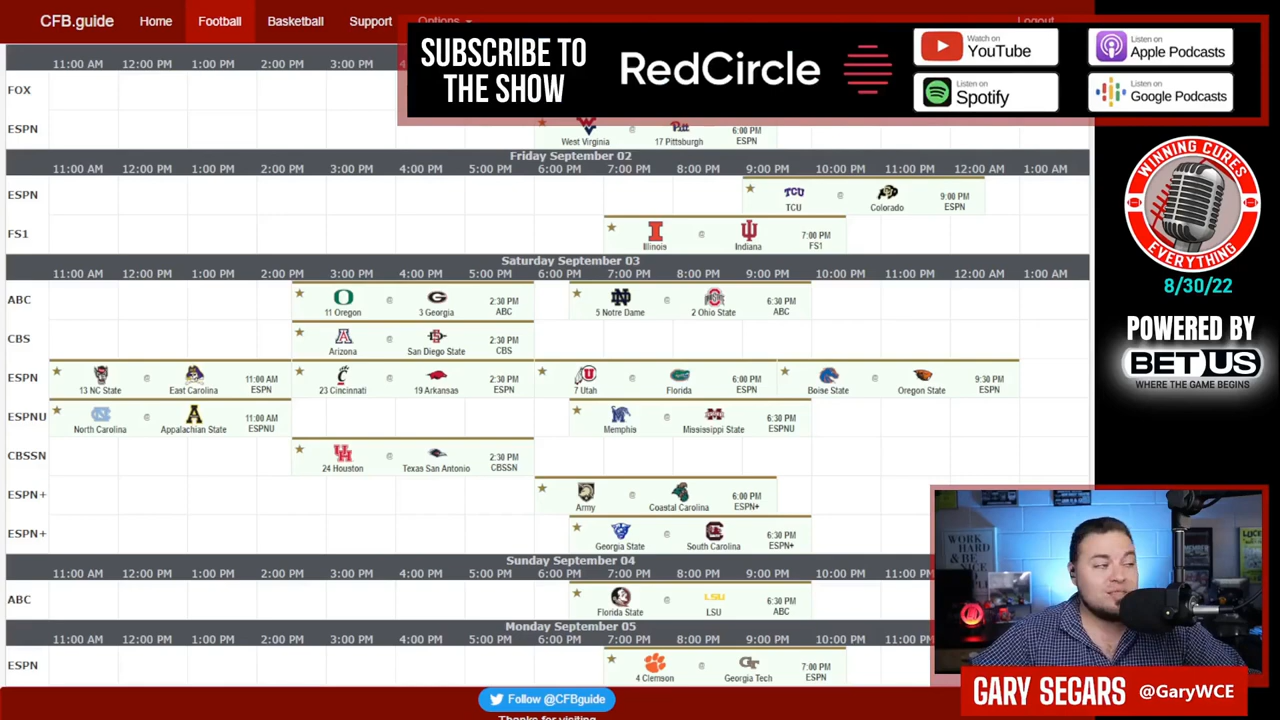 CFB.guide Home Football Basketball Support Options Logout
SUBSCRIBE TO
THE SHOW
RedCircle
Watch on
YouTube
Listen on
Apple Podcasts
Listen on
Spotify
Listen on
Google Podcasts
11:00 AM 12:00 PM 1:00 PM 2:00 PM 3:00 PM
FOX
ESPN
West Virginia @ 17 Pittsburgh 6:00 PM ESPN
Friday September 02
11:00 AM 12:00 PM 1:00 PM 2:00 PM 3:00 PM 4:00 PM 5:00 PM 6:00 PM 7:00 PM 8:00 PM 9:00 PM 10:00 PM 11:00 PM 12:00 AM 1:00 AM
ESPN
TCU @ Colorado 9:00 PM ESPN
FS1
Illinois @ Indiana 7:00 PM FS1
Saturday September 03
11:00 AM 12:00 PM 1:00 PM 2:00 PM 3:00 PM 4:00 PM 5:00 PM 6:00 PM 7:00 PM 8:00 PM 9:00 PM 10:00 PM 11:00 PM 12:00 AM 1:00 AM
ABC
11 Oregon @ 3 Georgia 2:30 PM ABC
5 Notre Dame @ 2 Ohio State 6:30 PM ABC
CBS
Arizona @ San Diego State 2:30 PM CBS
ESPN
13 NC State @ East Carolina 11:00 AM ESPN
23 Cincinnati @ 19 Arkansas 2:30 PM ESPN
7 Utah @ Florida 6:00 PM ESPN
Boise State @ Oregon State 9:30 PM ESPN
ESPNU
North Carolina @ Appalachian State 11:00 AM ESPNU
Memphis @ Mississippi State 6:30 PM ESPNU
CBSSN
24 Houston @ Texas San Antonio 2:30 PM CBSSN
ESPN+
Army @ Coastal Carolina 6:00 PM ESPN+
ESPN+
Georgia State @ South Carolina 6:30 PM ESPN+
Sunday September 04
11:00 AM 12:00 PM 1:00 PM 2:00 PM 3:00 PM 4:00 PM 5:00 PM 6:00 PM 7:00 PM 8:00 PM 9:00 PM 10:00 PM
ABC
Florida State @ LSU 6:30 PM ABC
Monday September 05
11:00 AM 12:00 PM 1:00 PM 2:00 PM 3:00 PM 4:00 PM 5:00 PM 6:00 PM 7:00 PM 8:00 PM 9:00 PM 10:00 PM
ESPN
4 Clemson @ Georgia Tech 7:00 PM ESPN
Follow @CFBguide
Thanks for visiting
WINNING CURES
EVERYTHING
8/30/22
POWERED BY
BETUS
WHERE THE GAME BEGINS
WORK
HARD &
BE
GARY SEGARS @GaryWCE